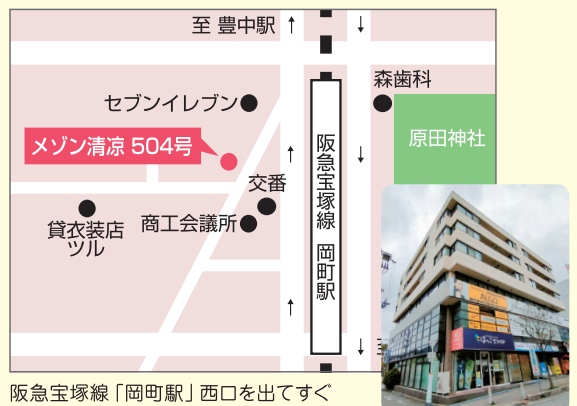 至 豊中駅
↑
↓
森歯科
セブンイレブン
原田神社
メゾン清凉 504号
阪急宝塚線 岡町駅
↑
↓
交番
商工会議所
貸衣装店
ツル
↑
↓
至
阪急宝塚線「岡町駅」西口を出てすぐ